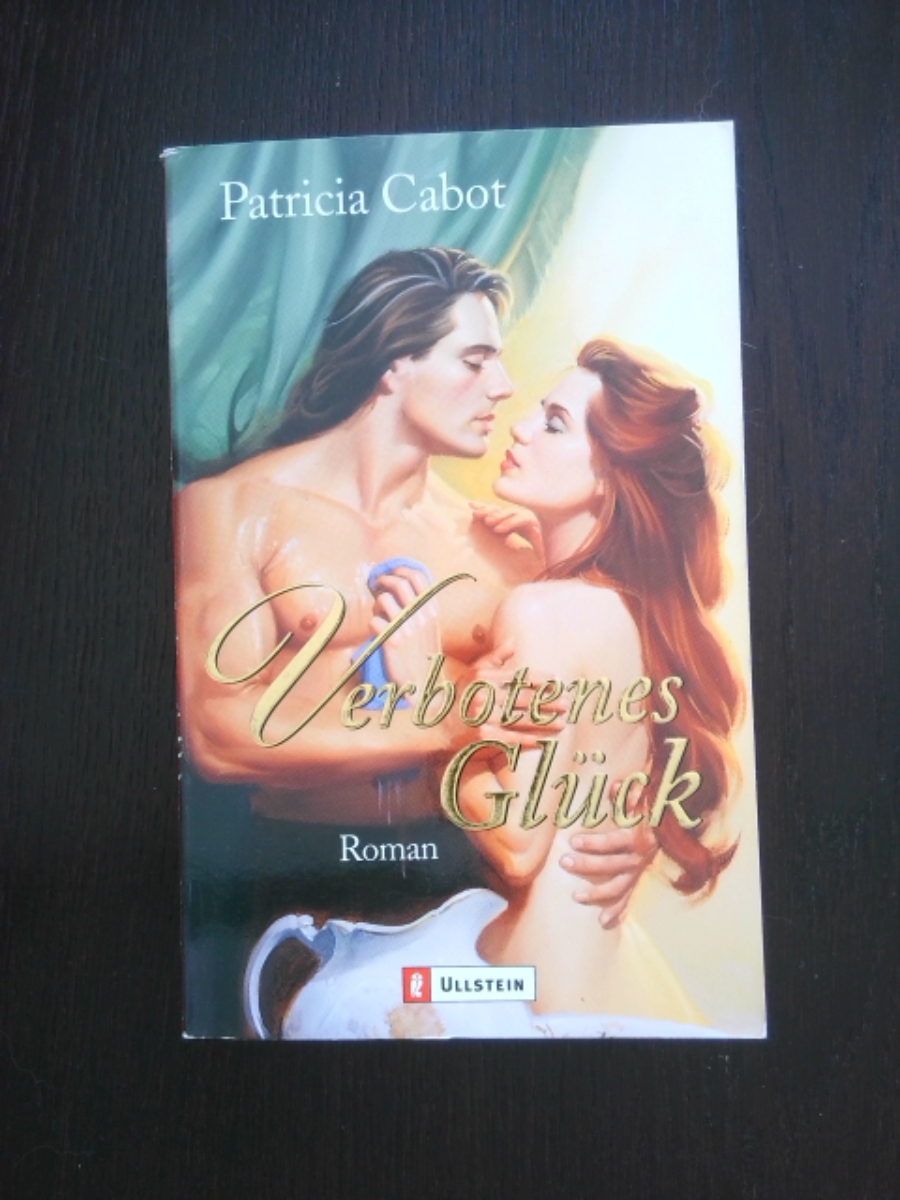 Patricia Cabot
Verbotenes
Glück
Roman
ULLSTEIN